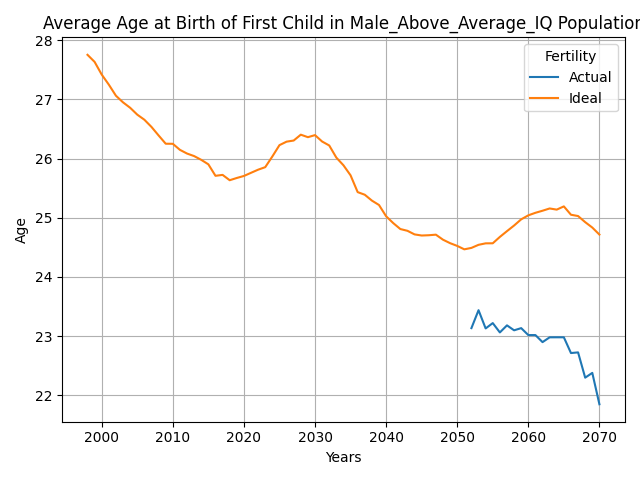 Average Age at Birth of First Child in Male_Above_Average_IQ Population
28
27
26
25
24
23
22
Age
Fertility
Actual
Ideal
2000 2010 2020 2030 2040 2050 2060 2070
Years